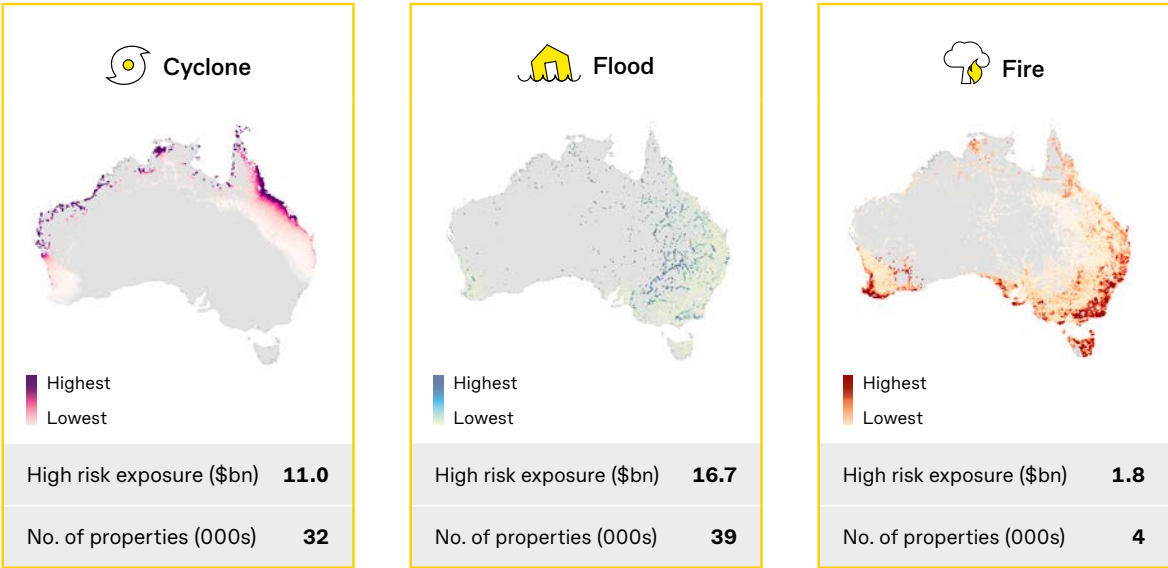 Cyclone
Highest
Lowest
High risk exposure ($bn) 11.0
No. of properties (000s) 32
Flood
Highest
Lowest
High risk exposure ($bn) 16.7
No. of properties (000s) 39
Fire
Highest
Lowest
High risk exposure ($bn) 1.8
No. of properties (000s) 4